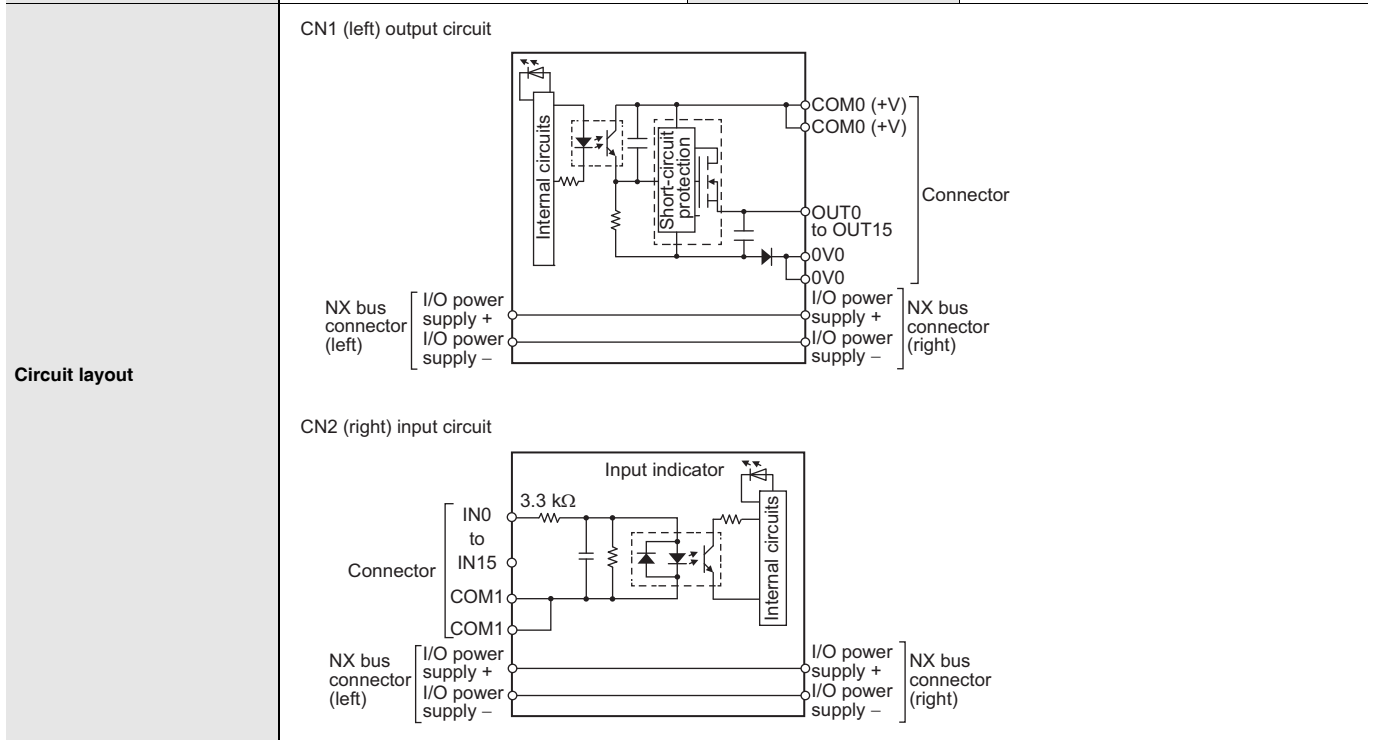 Circuit layout
CN1 (left) output circuit
Internal circuits
Short-circuit
protection
COM0 (+V)
COM0 (+V)
Connector
OUT0
to OUT15
0V0
0V0
NX bus
connector
(left)
I/O power
supply +
I/O power
supply –
I/O power
supply +
I/O power
supply –
NX bus
connector
(right)
CN2 (right) input circuit
Input indicator
3.3 kΩ
Connector
IN0
to
IN15
COM1
COM1
Internal circuits
NX bus
connector
(left)
I/O power
supply +
I/O power
supply –
I/O power
supply +
I/O power
supply –
NX bus
connector
(right)